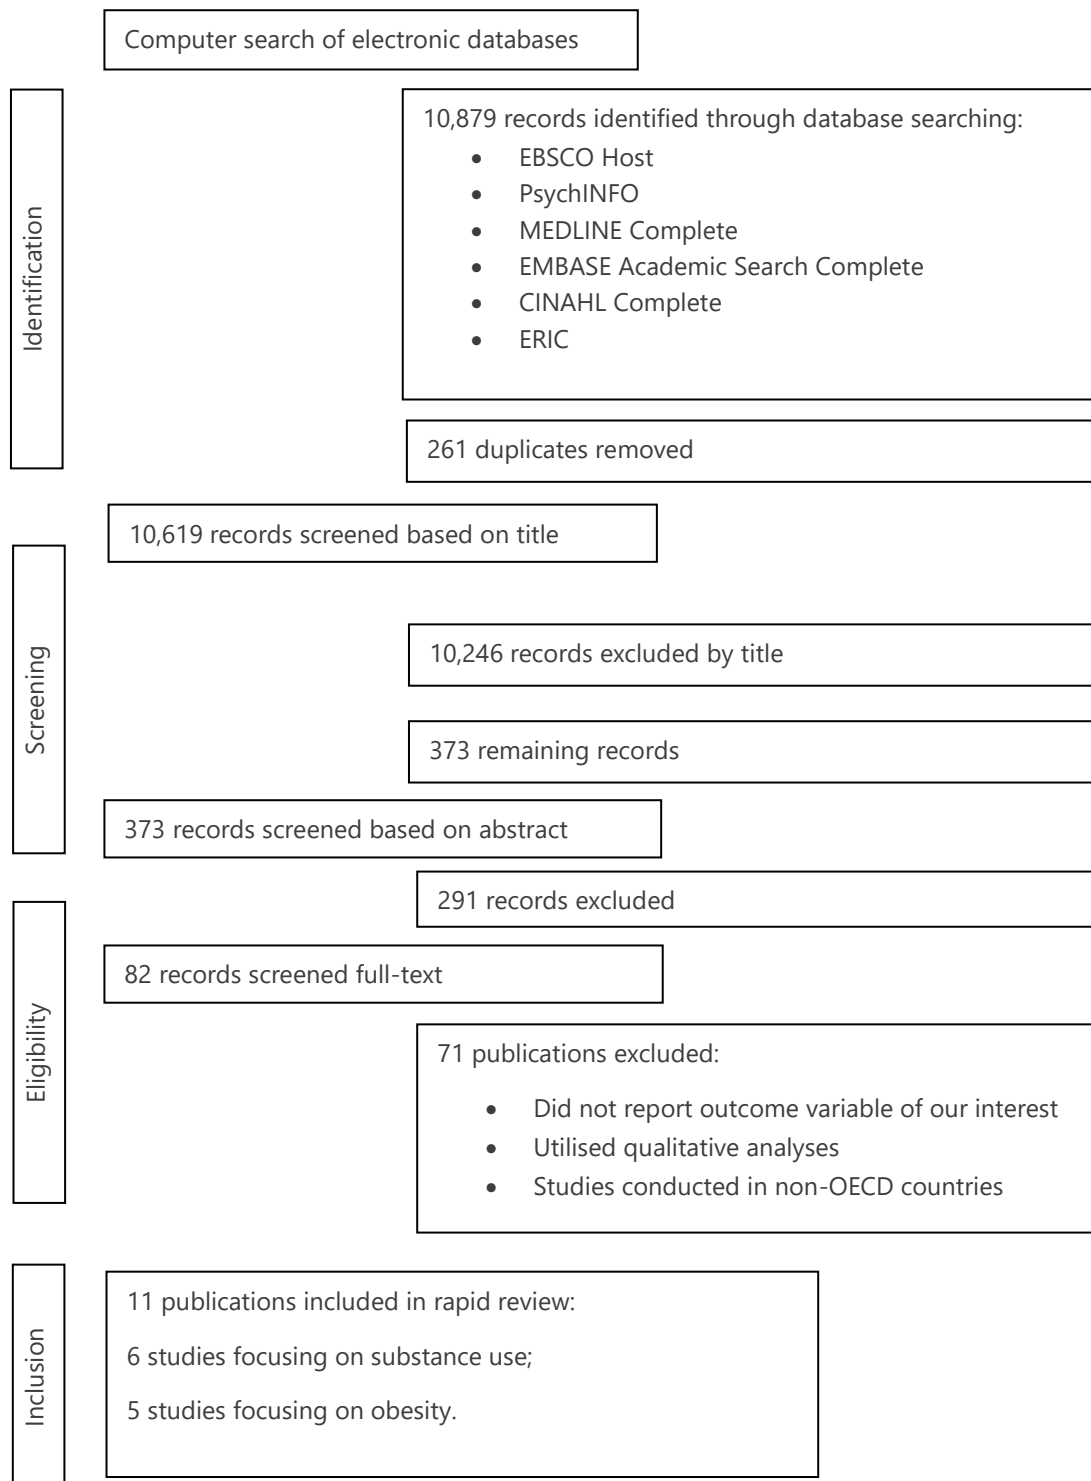 Computer search of electronic databases
Identification
10,879 records identified through database searching:
• EBSCO Host
• PsychINFO
• MEDLINE Complete
• EMBASE Academic Search Complete
• CINAHL Complete
• ERIC
261 duplicates removed
10,619 records screened based on title
Screening
10,246 records excluded by title
373 remaining records
373 records screened based on abstract
291 records excluded
Eligibility
82 records screened full-text
71 publications excluded:
• Did not report outcome variable of our interest
• Utilised qualitative analyses
• Studies conducted in non-OECD countries
Inclusion
11 publications included in rapid review:
6 studies focusing on substance use;
5 studies focusing on obesity.